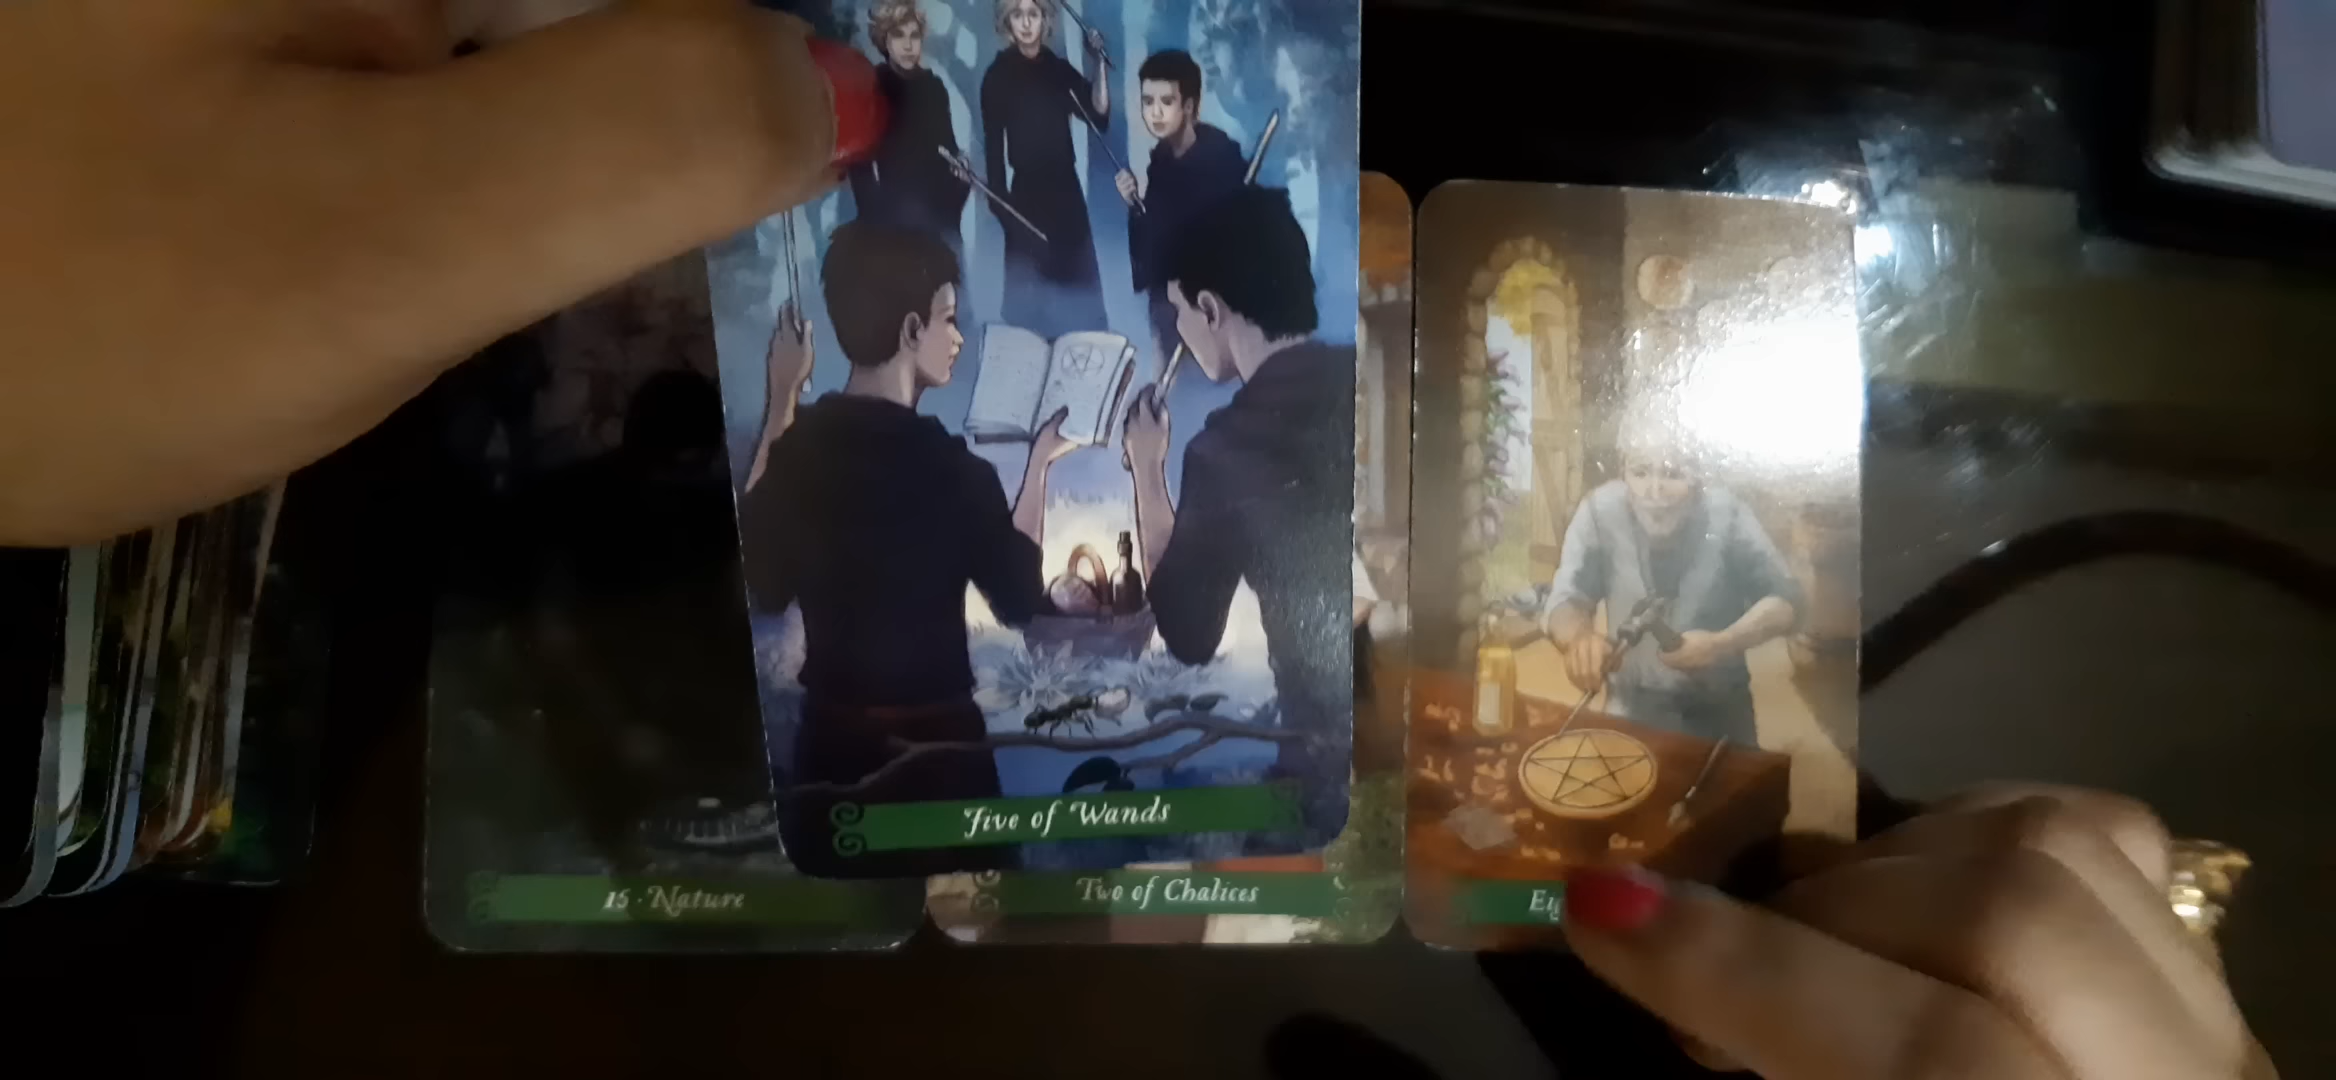 Five of Wands
15 · Nature
Two of Chalices